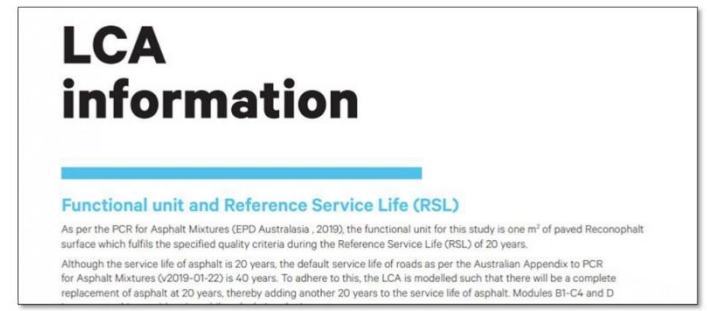 LCA
information
Functional unit and Reference Service Life (RSL)
As per the PCR for Asphalt Mixtures (EPD Australasia , 2019), the functional unit for this study is one m² of paved Reconophalt
surface which fulfils the specified quality criteria during the Reference Service Life (RSL) of 20 years.
Although the service life of asphalt is 20 years, the default service life of roads as per the Australian Appendix to PCR
for Asphalt Mixtures (v2019-01-22) is 40 years. To adhere to this, the LCA is modelled such that there will be a complete
replacement of asphalt at 20 years, thereby adding another 20 years to the service life of asphalt. Modules B1-C4 and D